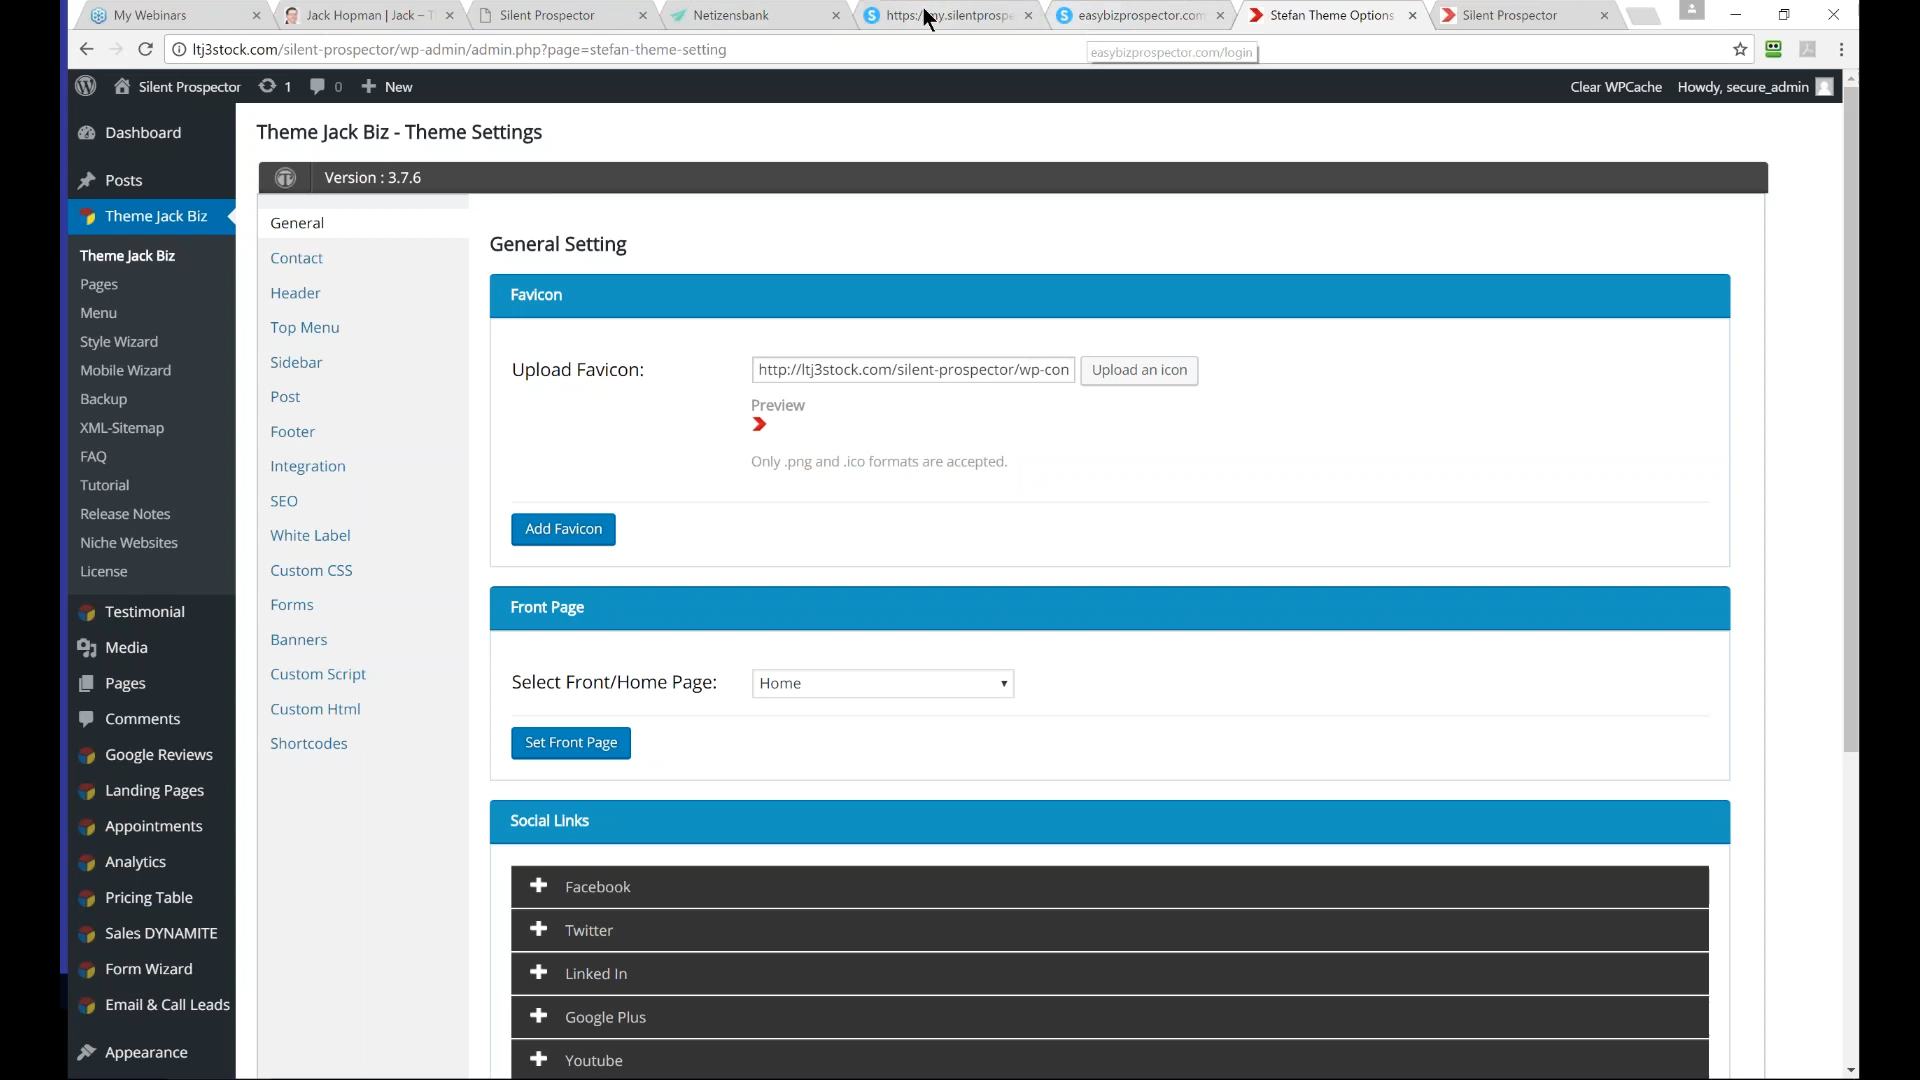 My Webinars
Jack Hopman | Jack – T
Silent Prospector
Netizensbank
https://my.silentprospe
easybizprospector.com
Stefan Theme Options
Silent Prospector
ltj3stock.com/silent-prospector/wp-admin/admin.php?page=stefan-theme-setting
easybizprospector.com/login
Silent Prospector
1
0
New
Clear WPCache
Howdy, secure_admin
Dashboard
Posts
Theme Jack Biz
Theme Jack Biz
Pages
Menu
Style Wizard
Mobile Wizard
Backup
XML-Sitemap
FAQ
Tutorial
Release Notes
Niche Websites
License
Testimonial
Media
Pages
Comments
Google Reviews
Landing Pages
Appointments
Analytics
Pricing Table
Sales DYNAMITE
Form Wizard
Email & Call Leads
Appearance
Theme Jack Biz - Theme Settings
Version : 3.7.6
General
Contact
Header
Top Menu
Sidebar
Post
Footer
Integration
SEO
White Label
Custom CSS
Forms
Banners
Custom Script
Custom Html
Shortcodes
General Setting
Favicon
Upload Favicon:
http://ltj3stock.com/silent-prospector/wp-con
Upload an icon
Preview
Only .png and .ico formats are accepted.
Add Favicon
Front Page
Select Front/Home Page:
Home
Set Front Page
Social Links
Facebook
Twitter
Linked In
Google Plus
Youtube